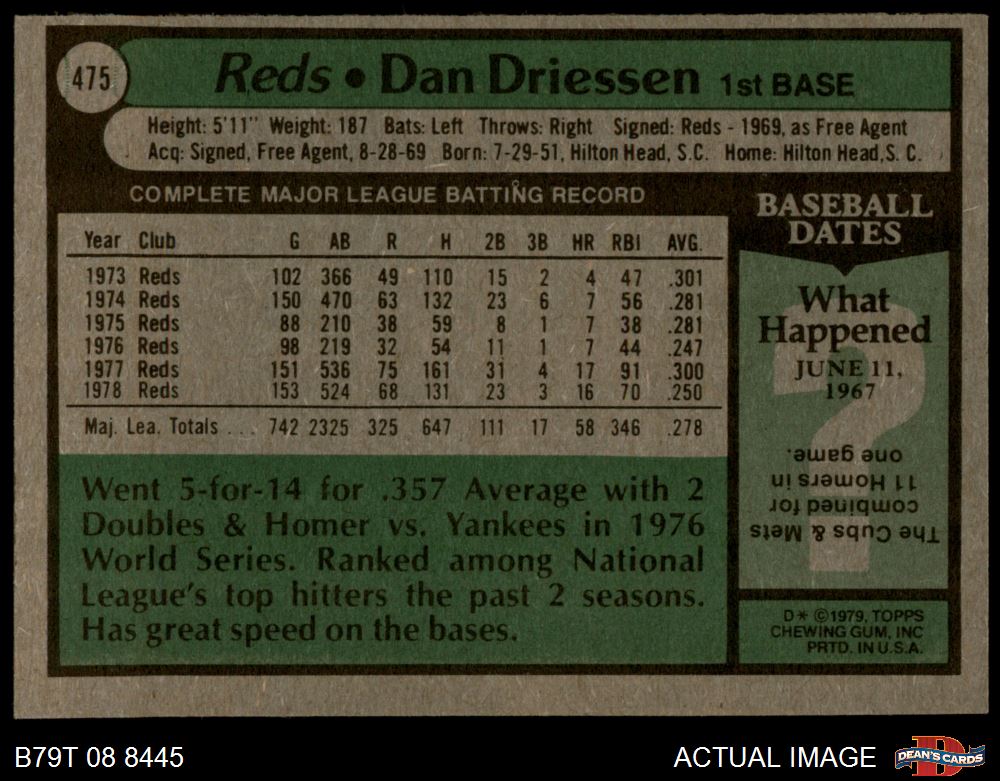 475
Reds • Dan Driessen 1st BASE
Height: 5'11" Weight: 187 Bats: Left Throws: Right Signed: Reds - 1969, as Free Agent
Acq: Signed, Free Agent, 8-28-69 Born: 7-29-51, Hilton Head, S.C. Home: Hilton Head, S. C.
COMPLETE MAJOR LEAGUE BATTING RECORD
Year Club G AB R H 2B 3B HR RBI AVG.
1973 Reds 102 366 49 110 15 2 4 47 .301
1974 Reds 150 470 63 132 23 6 7 56 .281
1975 Reds 88 210 38 59 8 1 7 38 .281
1976 Reds 98 219 32 54 11 1 7 44 .247
1977 Reds 151 536 75 161 31 4 17 91 .300
1978 Reds 153 524 68 131 23 3 16 70 .250
Maj. Lea. Totals . . . 742 2325 325 647 111 17 58 346 .278
Went 5-for-14 for .357 Average with 2
Doubles & Homer vs. Yankees in 1976
World Series. Ranked among National
League's top hitters the past 2 seasons.
Has great speed on the bases.
BASEBALL
DATES
What
Happened
JUNE 11,
1967
?
The Cubs & Mets
combined for
11 Homers in
one game.
D* ©1979, TOPPS
CHEWING GUM, INC
PRTD. IN U.S.A.
B79T 08 8445
ACTUAL IMAGE
D
DEAN'S CARDS